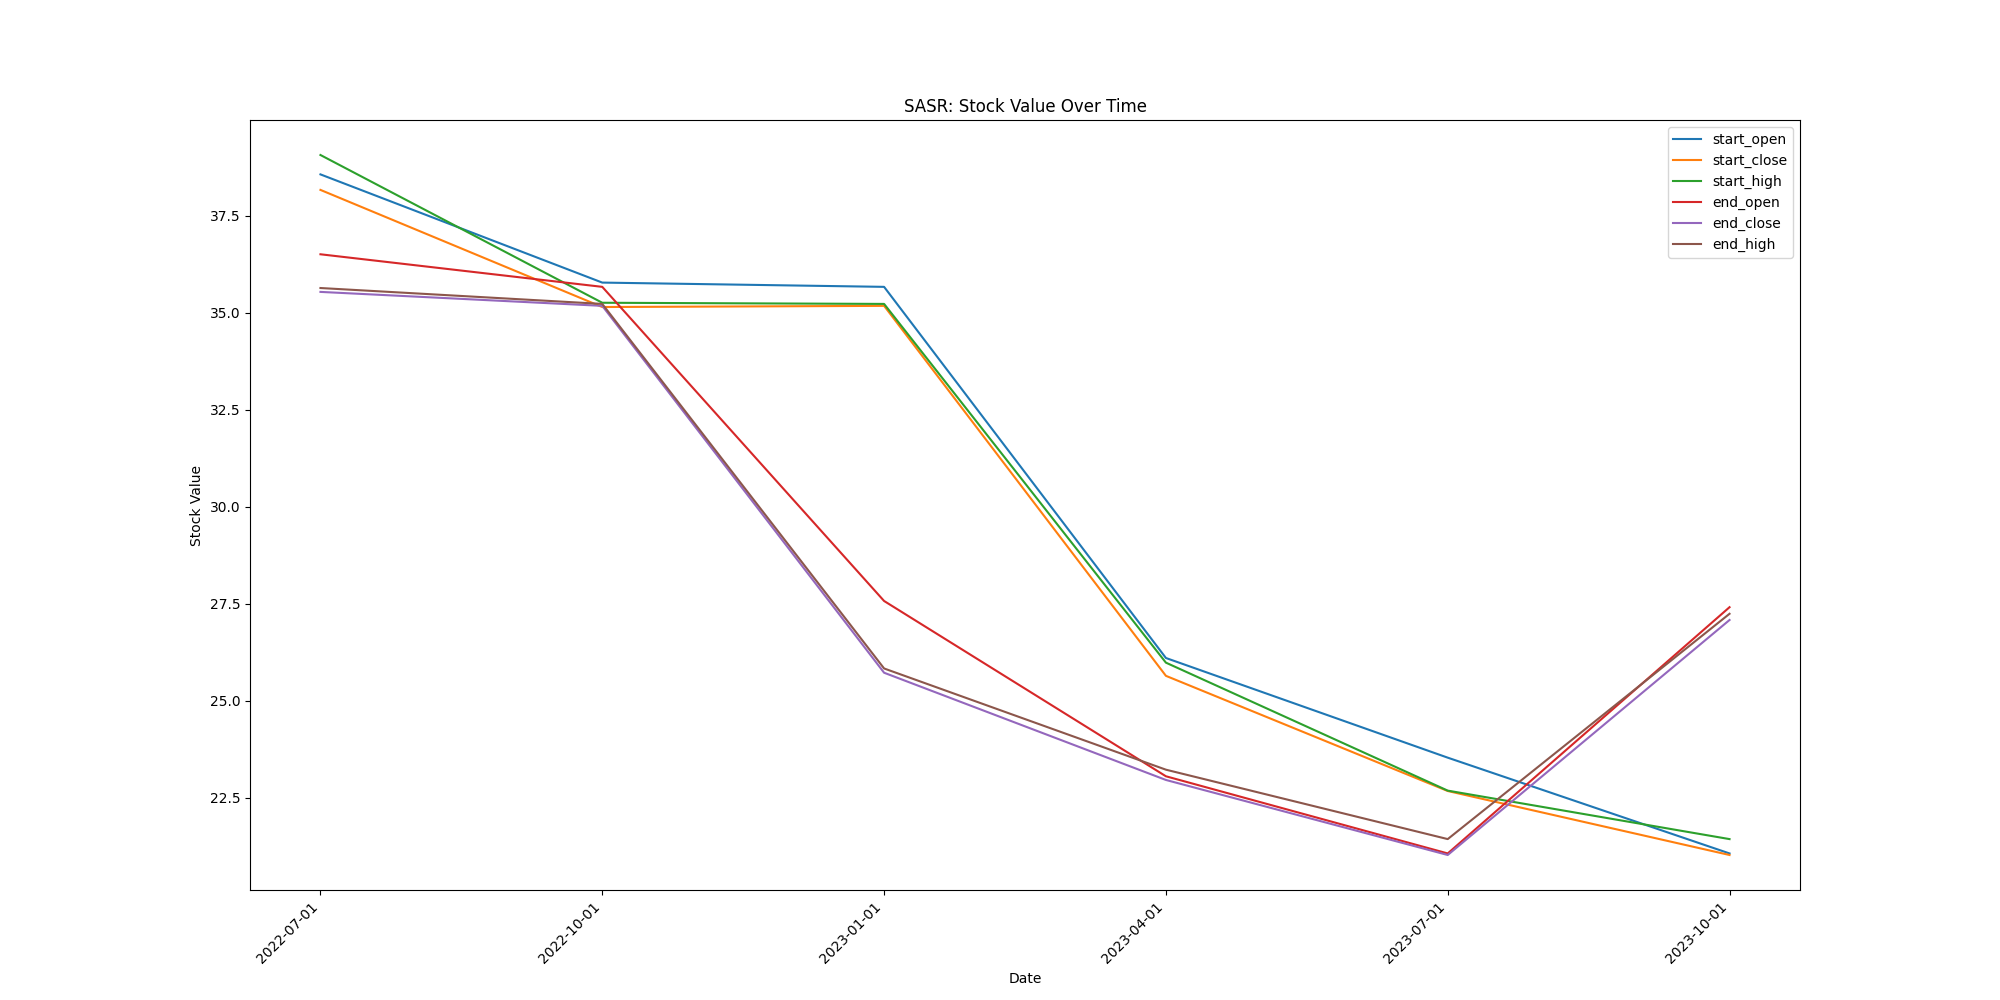 SASR: Stock Value Over Time
start_open
start_close
start_high
end_open
end_close
end_high
Stock Value
37.5
35.0
32.5
30.0
27.5
25.0
22.5
2022-07-01
2022-10-01
2023-01-01
2023-04-01
2023-07-01
2023-10-01
Date